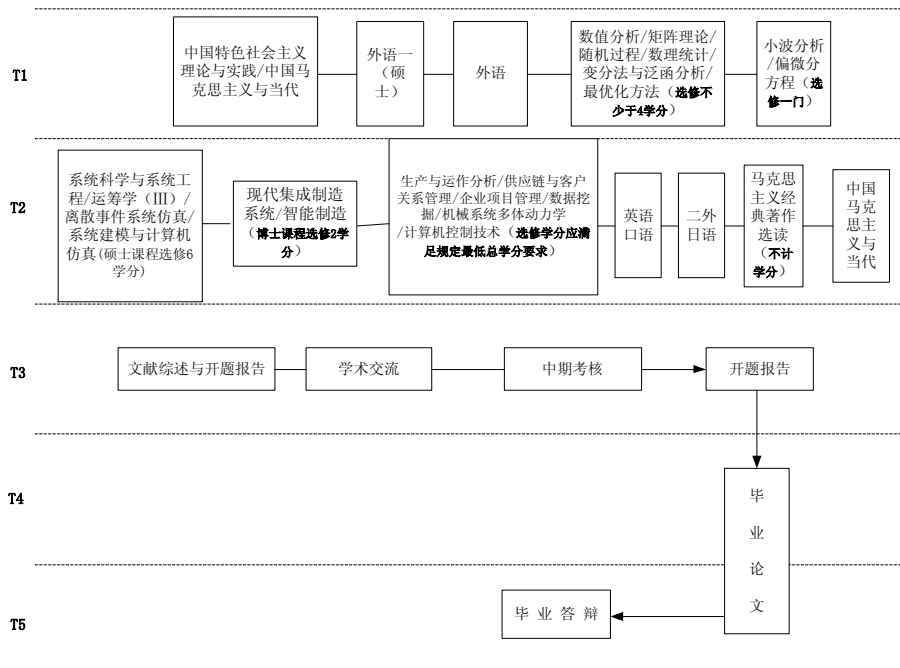 T1
中国特色社会主义
理论与实践/中国马
克思主义与当代
外语一
（硕
士）
外语
数值分析/矩阵理论/
随机过程/数理统计/
变分法与泛函分析/
最优化方法（选修不
少于4学分）
小波分析
/偏微分
方程（选
修一门）
T2
系统科学与系统工
程/运筹学（Ⅲ）/
离散事件系统仿真/
系统建模与计算机
仿真(硕士课程选修6
学分)
现代集成制造
系统/智能制造
（博士课程选修2学
分）
生产与运作分析/供应链与客户
关系管理/企业项目管理/数据挖
掘/机械系统多体动力学
/计算机控制技术（选修学分应满
足规定最低总学分要求）
英语
口语
二外
日语
马克思
主义经
典著作
选读
（不计
学分）
中国
马克
思主
义与
当代
T3
文献综述与开题报告
学术交流
中期考核
开题报告
T4
毕
业
论
文
T5
毕 业 答 辩